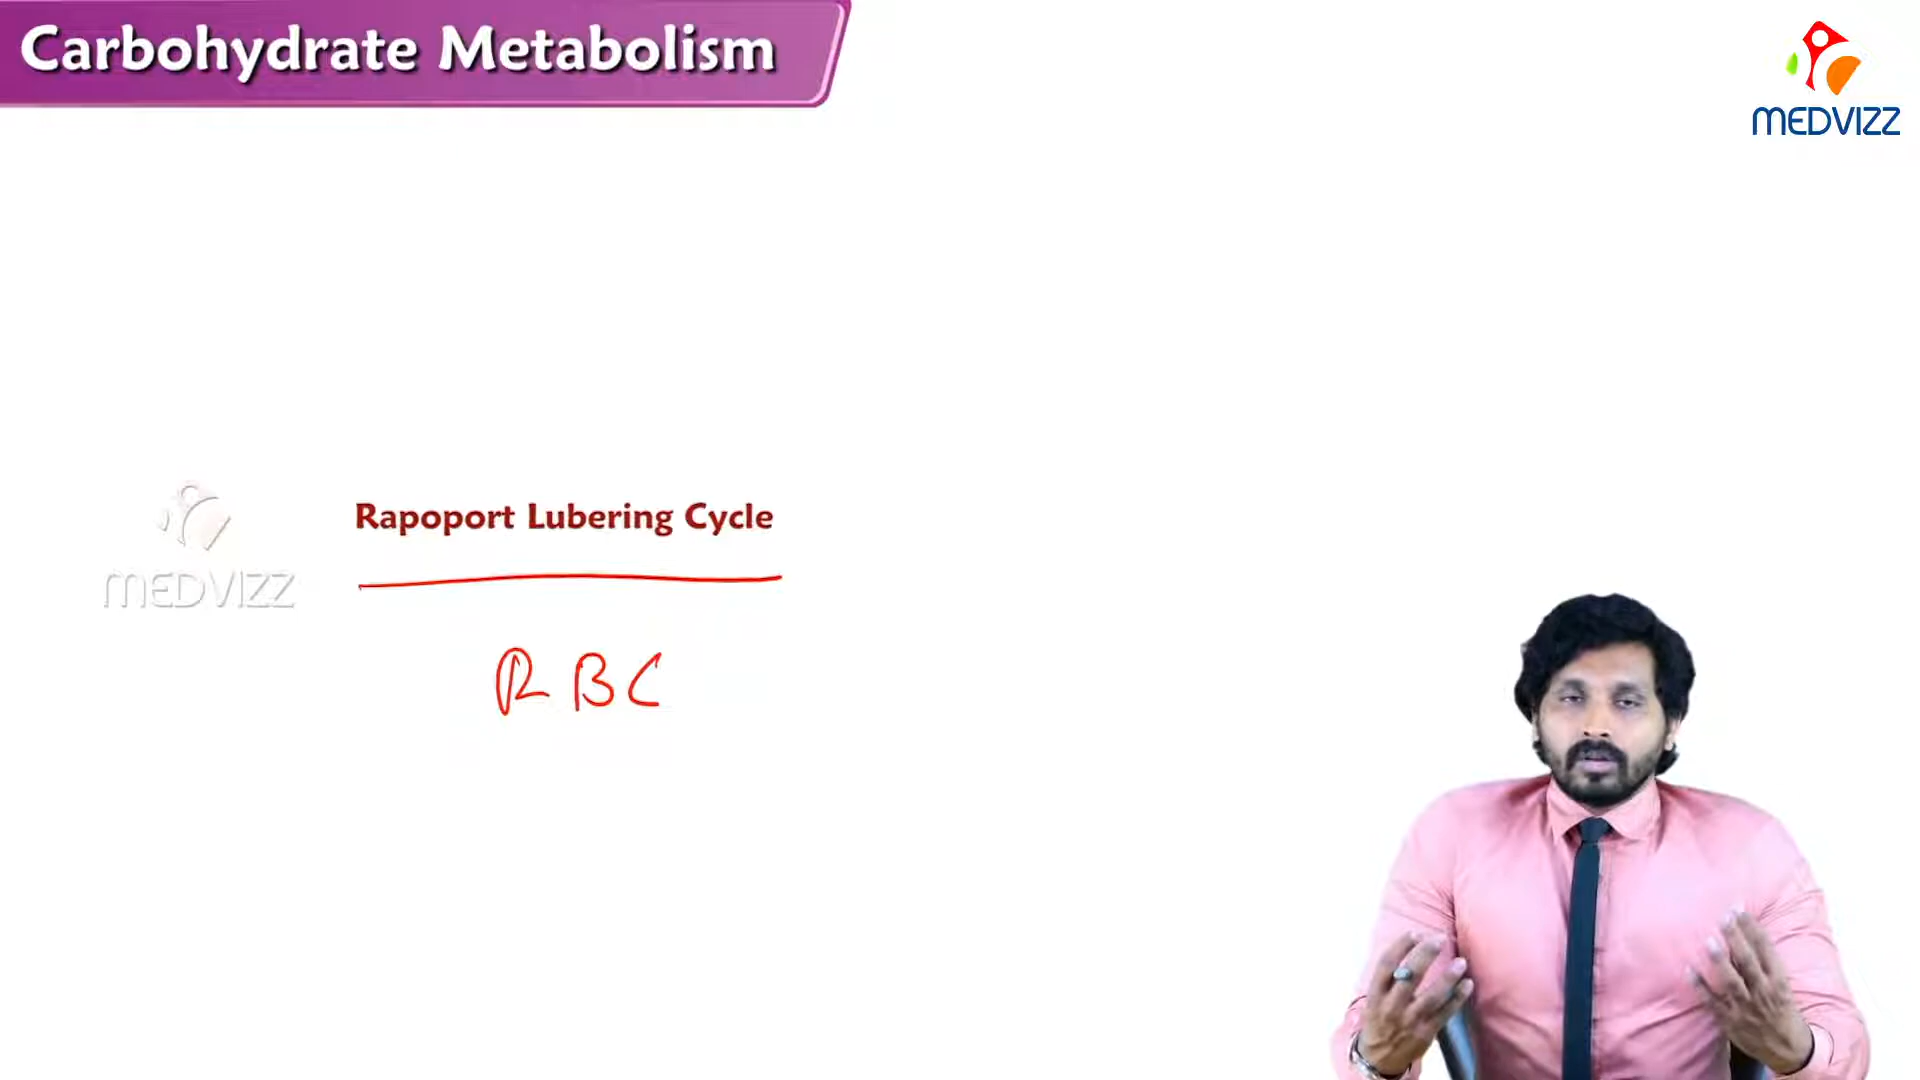 Carbohydrate Metabolism
MEDVIZZ
Rapoport Lubering Cycle
MEDVIZZ
RBC